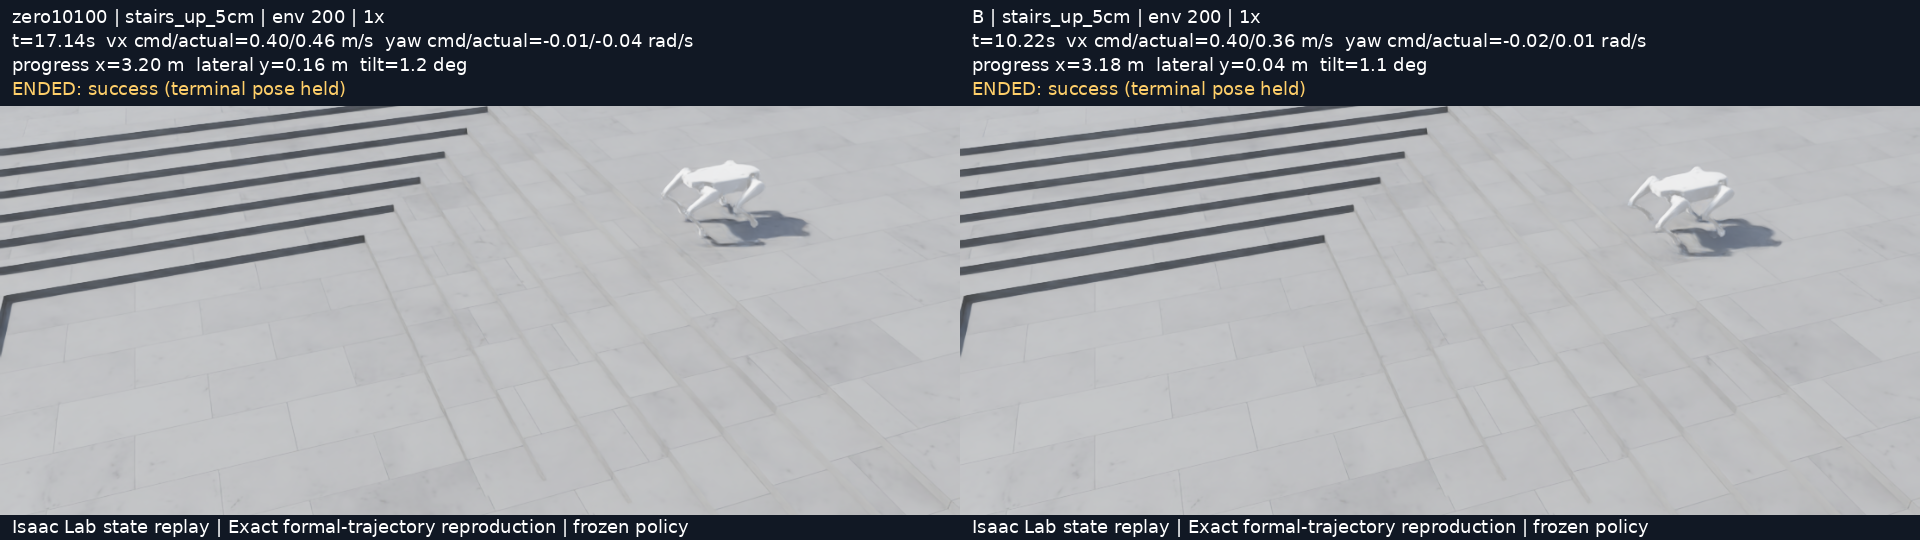 zero10100 | stairs_up_5cm | env 200 | 1x
t=17.14s  vx cmd/actual=0.40/0.46 m/s  yaw cmd/actual=-0.01/-0.04 rad/s
progress x=3.20 m  lateral y=0.16 m  tilt=1.2 deg
ENDED: success (terminal pose held)
Isaac Lab state replay | Exact formal-trajectory reproduction | frozen policy
B | stairs_up_5cm | env 200 | 1x
t=10.22s  vx cmd/actual=0.40/0.36 m/s  yaw cmd/actual=-0.02/0.01 rad/s
progress x=3.18 m  lateral y=0.04 m  tilt=1.1 deg
ENDED: success (terminal pose held)
Isaac Lab state replay | Exact formal-trajectory reproduction | frozen policy